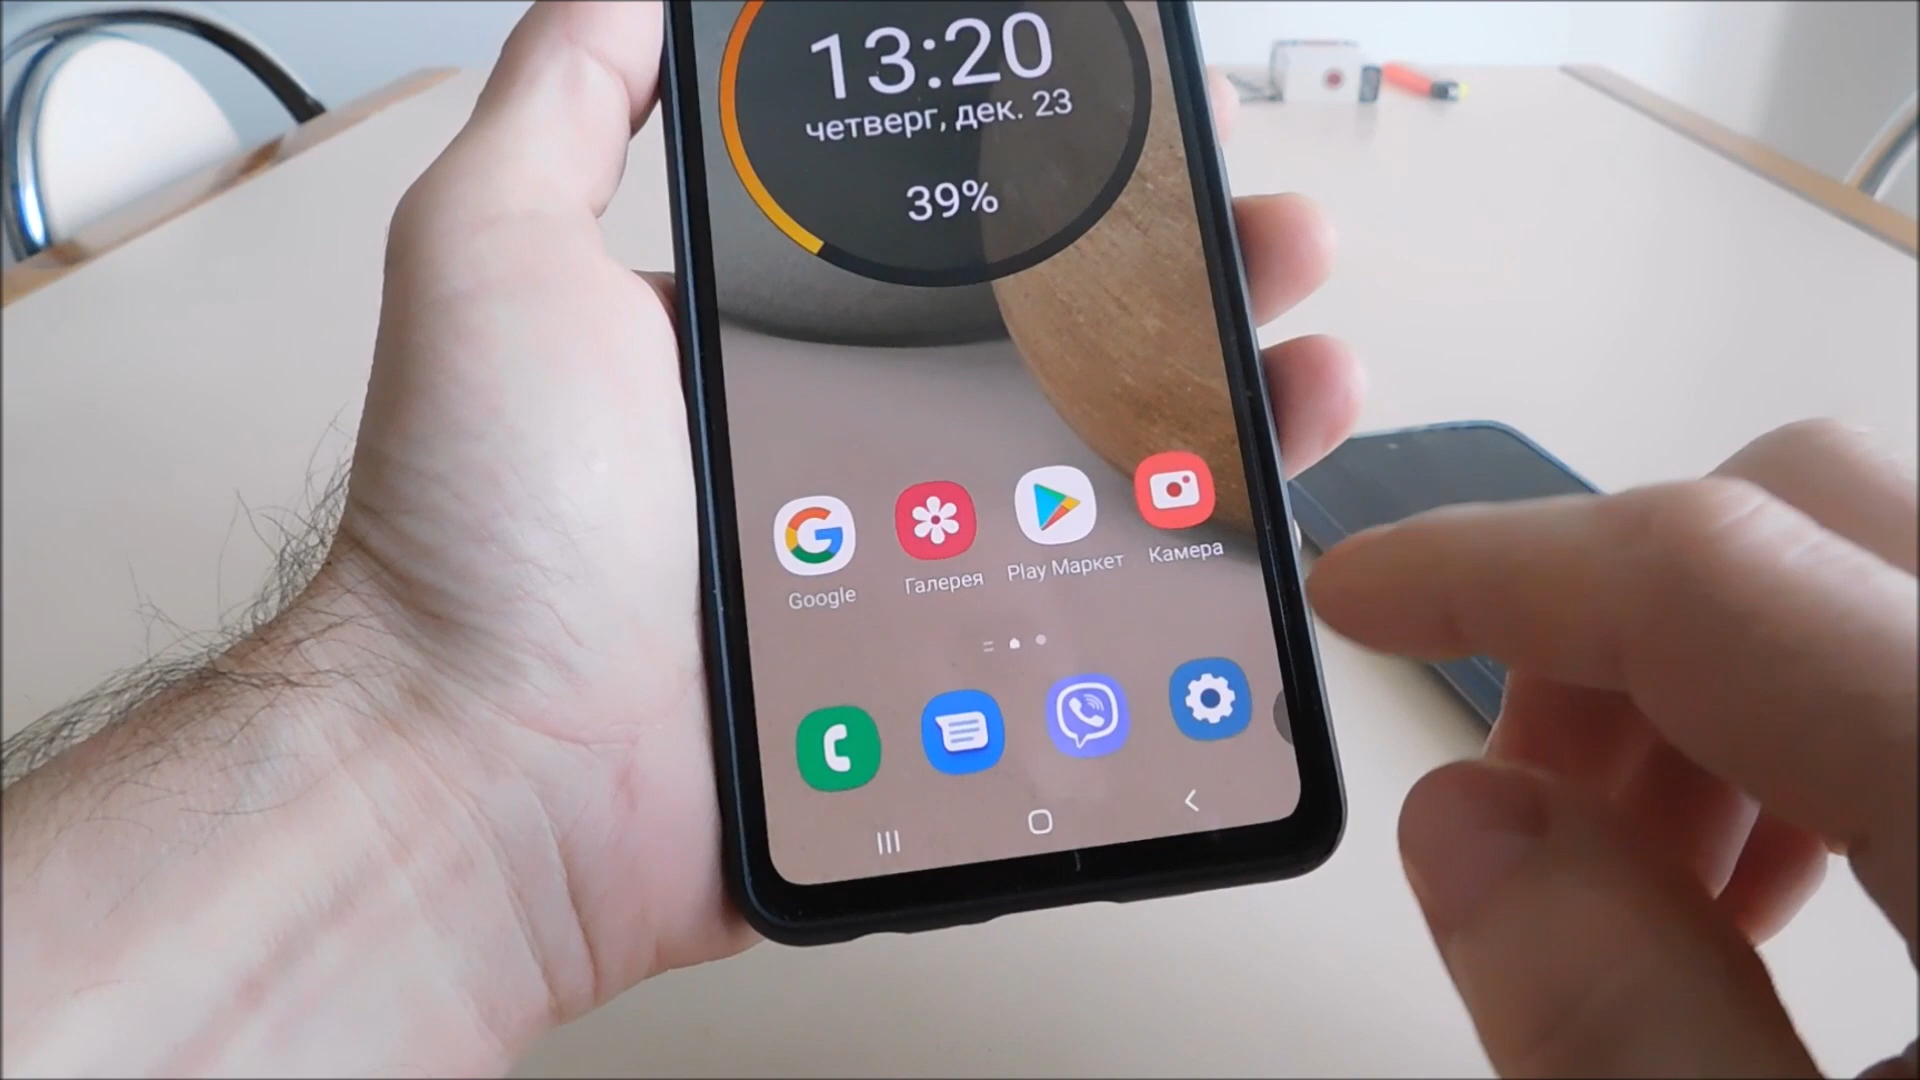 13:20
четверг, дек. 23
39%
Google
Галерея
Play Маркет
Камера